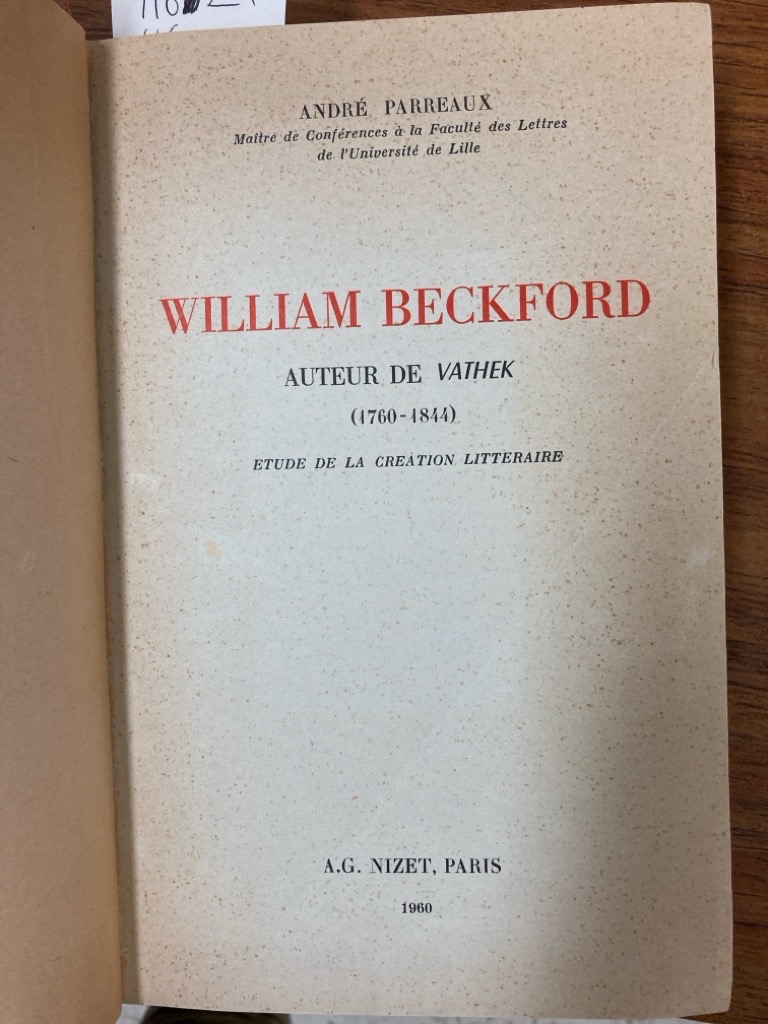 ANDRÉ PARREAUX
Maître de Conférences à la Faculté des Lettres
de l'Université de Lille
WILLIAM BECKFORD
AUTEUR DE VATHEK
(1760-1844)
ETUDE DE LA CREATION LITTERAIRE
A.G. NIZET, PARIS
1960